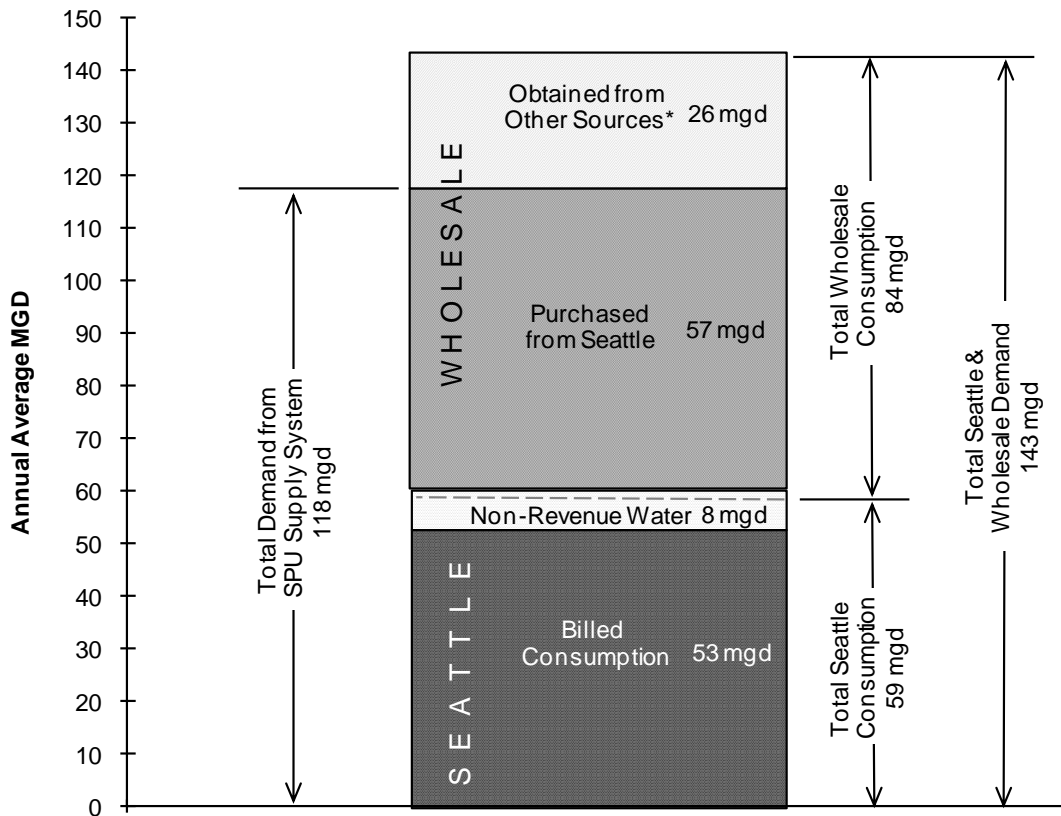 150
140
130
120
110
100
90
80
70
60
50
40
30
20
10
0
Annual Average MGD
Total Demand from
SPU Supply System
118 mgd
WHOLESALE
Obtained from
Other Sources* 26 mgd
Purchased
from Seattle 57 mgd
Non-Revenue Water 8 mgd
SEATTLE
Billed
Consumption 53 mgd
Total Wholesale
Consumption
84 mgd
Total Seattle
Consumption
59 mgd
Total Seattle &
Wholesale Demand
143 mgd